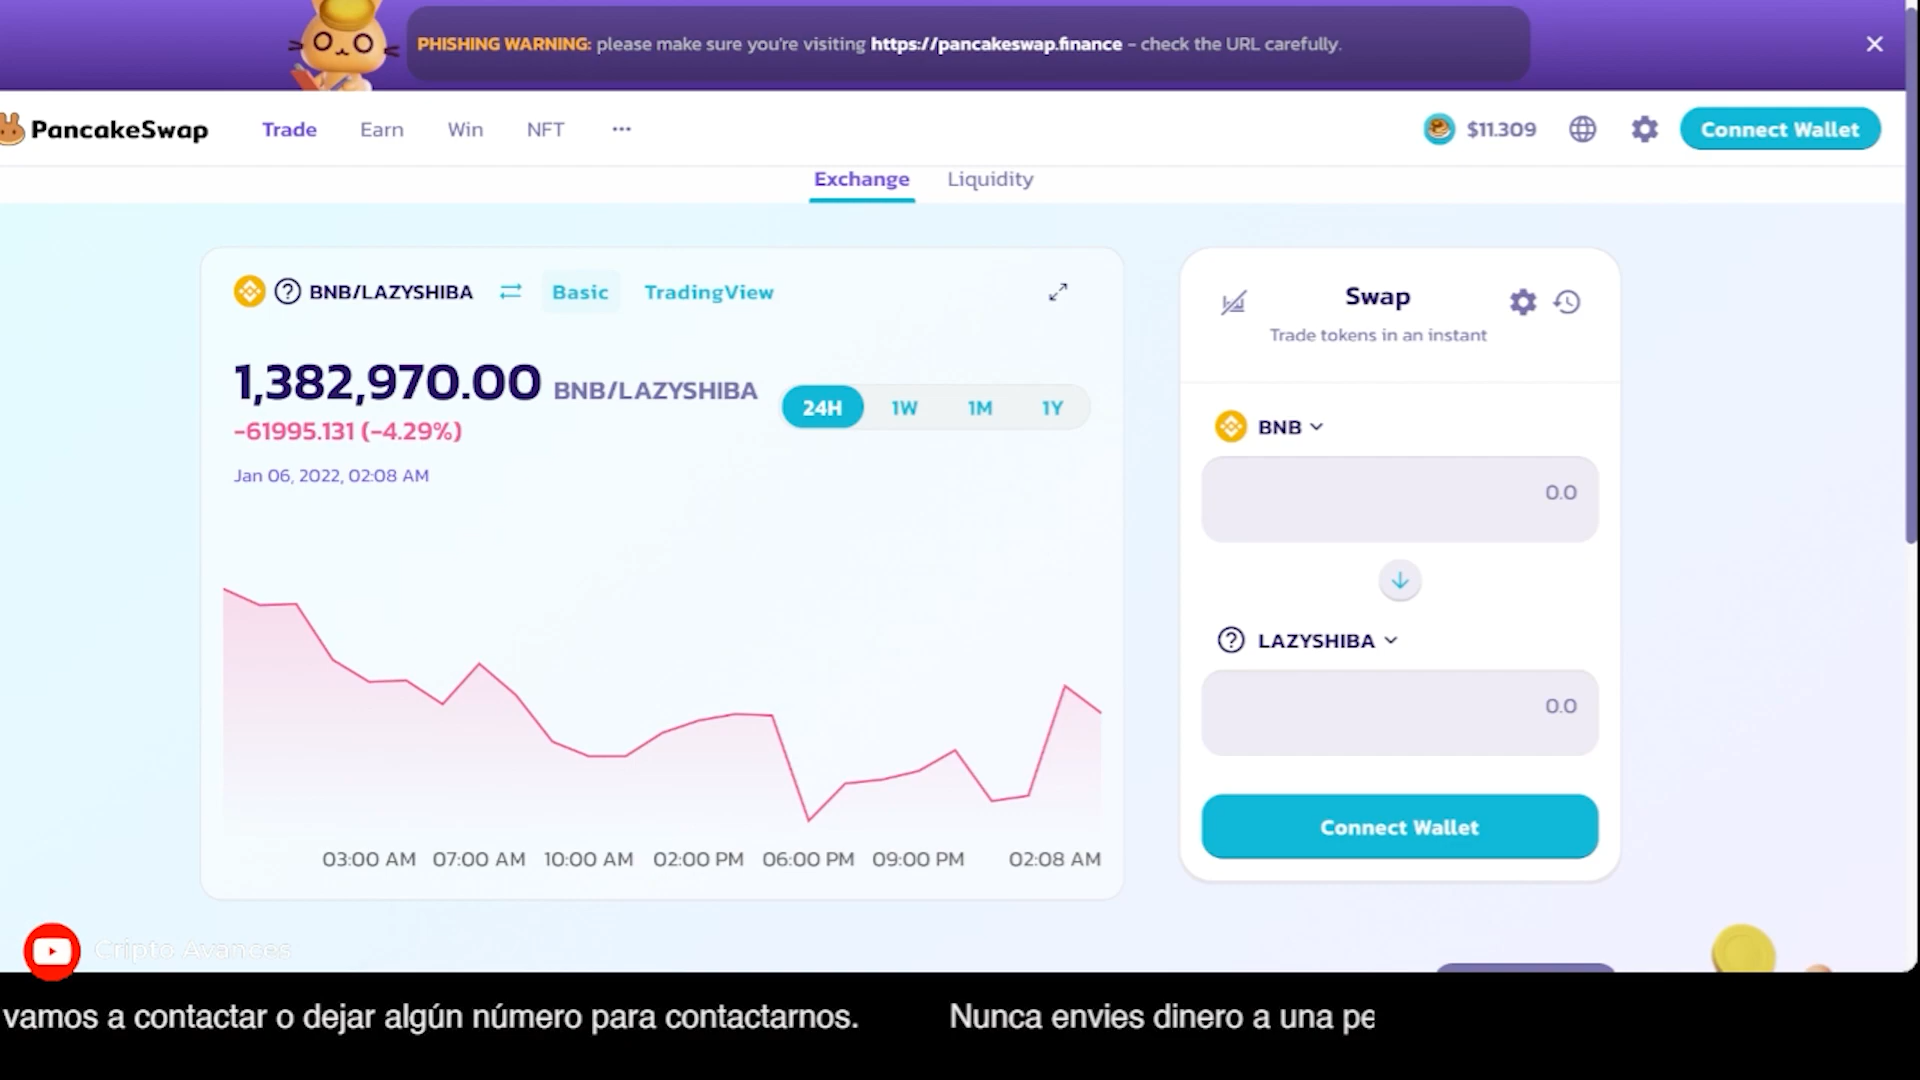 PHISHING WARNING: please make sure you're visiting https://pancakeswap.finance - check the URL carefully.
PancakeSwap Trade Earn Win NFT ... $11.309 Connect Wallet
Exchange Liquidity
BNB/LAZYSHIBA Basic TradingView
1,382,970.00 BNB/LAZYSHIBA
-61995.131 (-4.29%)
Jan 06, 2022, 02:08 AM
24H 1W 1M 1Y
03:00 AM 07:00 AM 10:00 AM 02:00 PM 06:00 PM 09:00 PM 02:08 AM
Swap
Trade tokens in an instant
BNB
0.0
LAZYSHIBA
0.0
Connect Wallet
Cripto Avances
vamos a contactar o dejar algún número para contactarnos. Nunca envies dinero a una pe